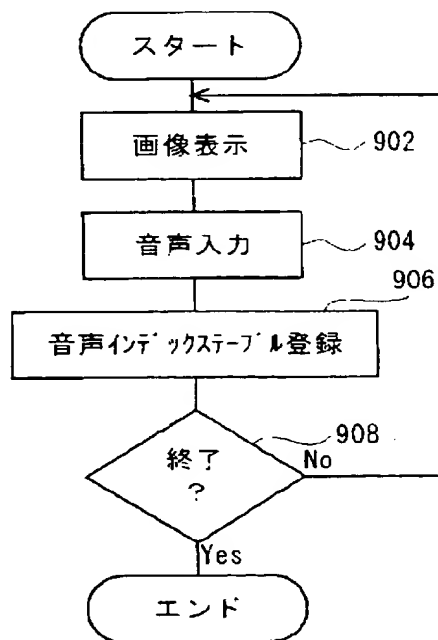 スタート
画像表示
902
音声入力
904
906
音声ｲﾝﾃﾞｯｸｽﾃｰﾌﾞﾙ登録
908
終了
?
No
Yes
エンド